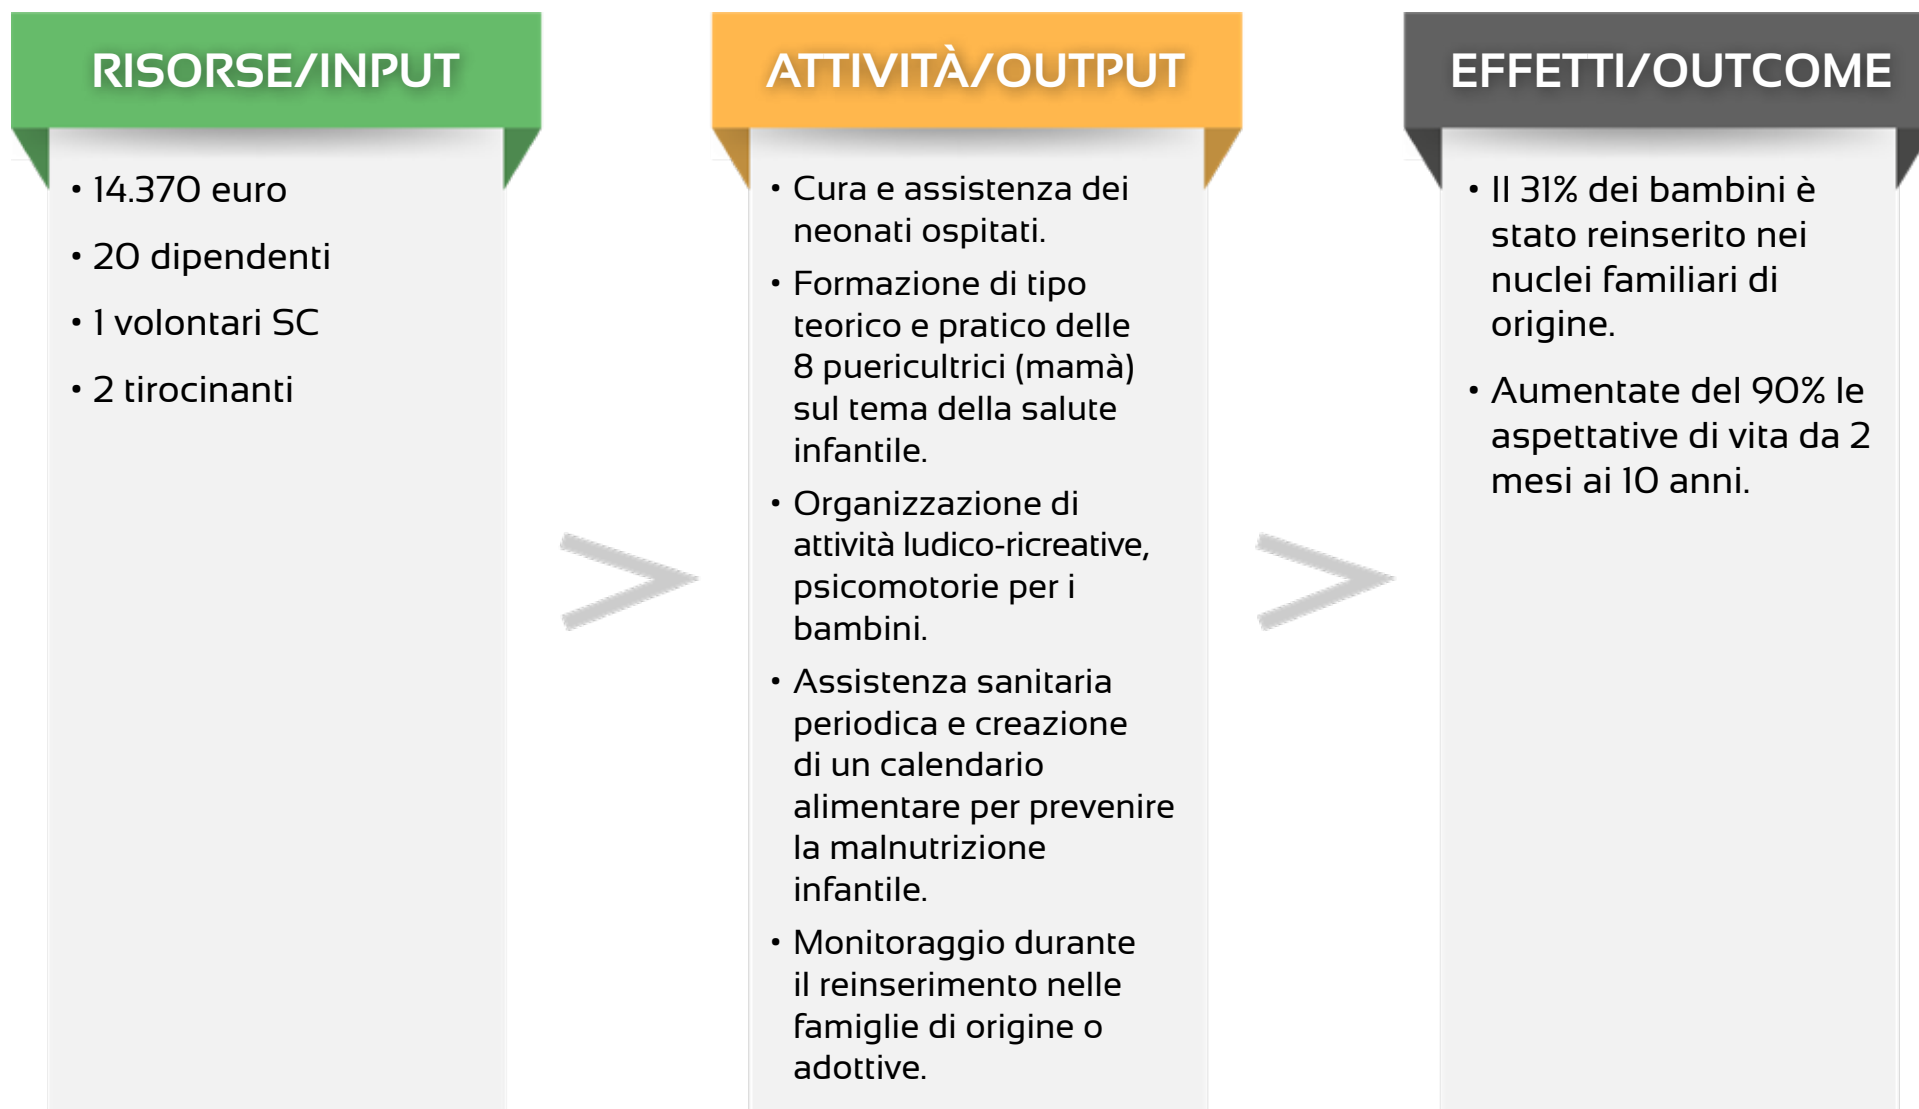 RISORSE/INPUT
• 14.370 euro
• 20 dipendenti
• 1 volontari SC
• 2 tirocinanti
>
ATTIVITÀ/OUTPUT
• Cura e assistenza dei
neonati ospitati.
• Formazione di tipo
teorico e pratico delle
8 puericultrici (mamà)
sul tema della salute
infantile.
• Organizzazione di
attività ludico-ricreative,
psicomotorie per i
bambini.
• Assistenza sanitaria
periodica e creazione
di un calendario
alimentare per prevenire
la malnutrizione
infantile.
• Monitoraggio durante
il reinserimento nelle
famiglie di origine o
adottive.
>
EFFETTI/OUTCOME
• Il 31% dei bambini è
stato reinserito nei
nuclei familiari di
origine.
• Aumentate del 90% le
aspettative di vita da 2
mesi ai 10 anni.